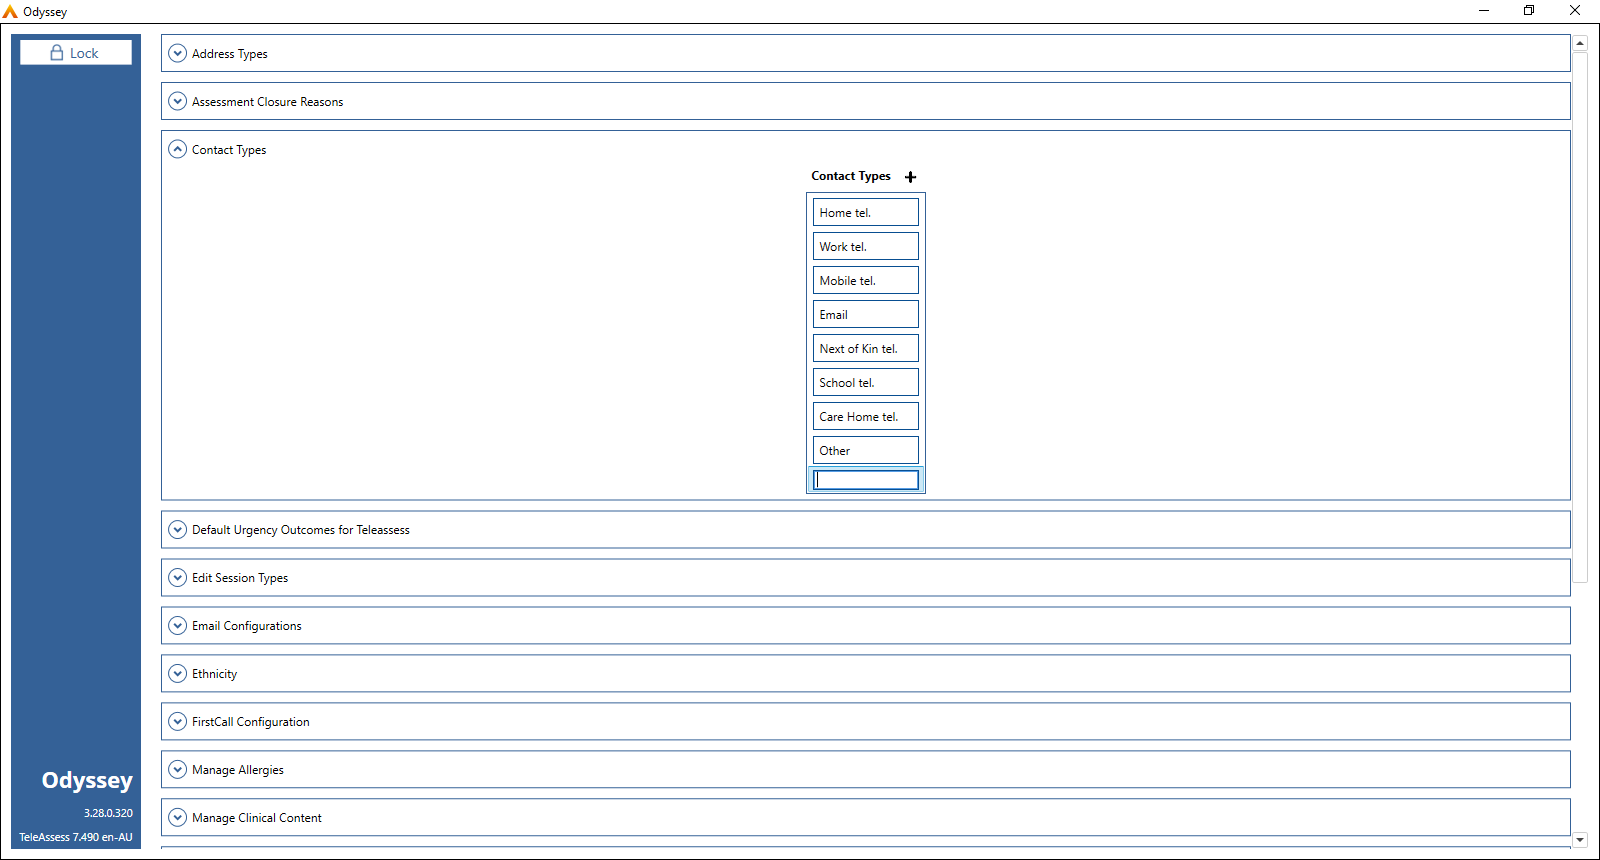 Odyssey
Lock
Address Types
Assessment Closure Reasons
Contact Types
Contact Types
Home tel.
Work tel.
Mobile tel.
Email
Next of Kin tel.
School tel.
Care Home tel.
Other
Default Urgency Outcomes for Teleassess
Edit Session Types
Email Configurations
Ethnicity
FirstCall Configuration
Manage Allergies
Manage Clinical Content
Odyssey
3.28.0.320
TeleAssess 7.490 en-AU